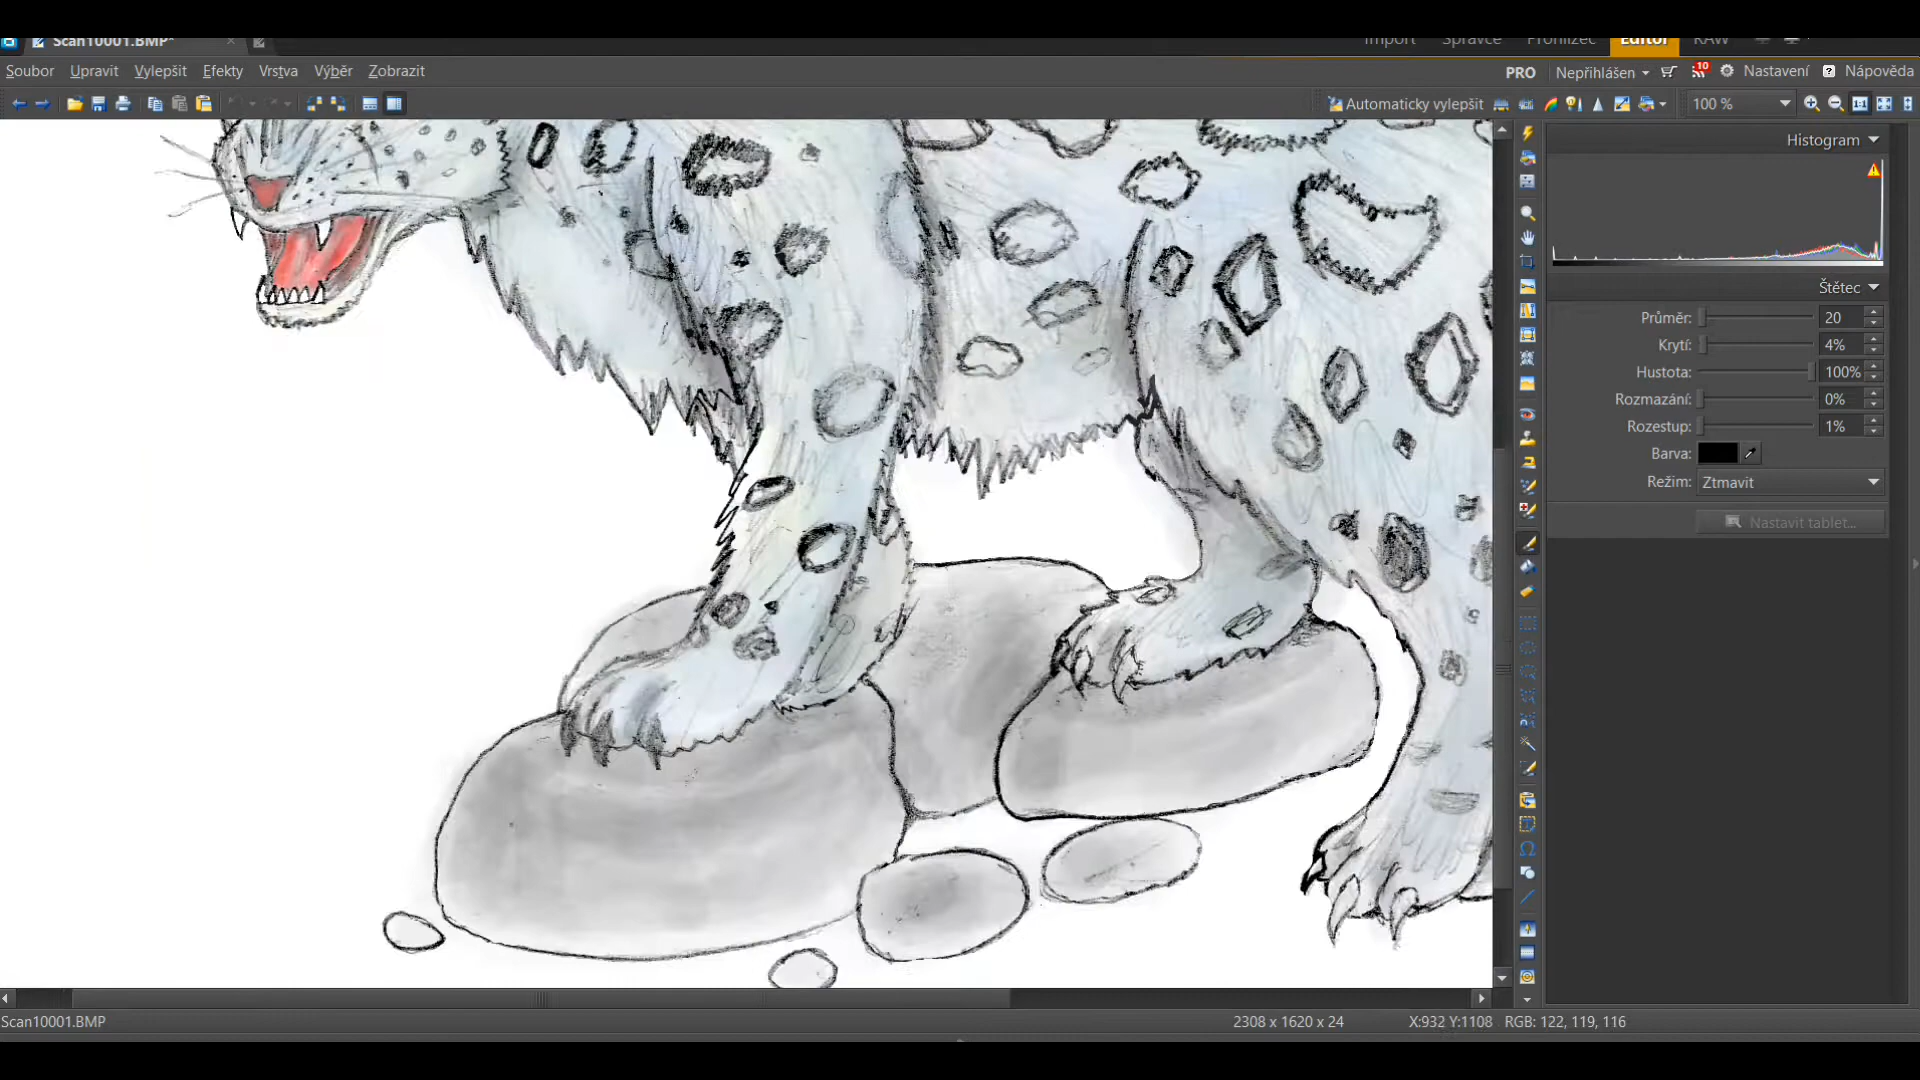 Scan10001.BMP*
Import Správce Prohlížeč Editor RAW
Soubor Upravit Vylepšit Efekty Vrstva Výběr Zobrazit
PRO Nepřihlášen 10 Nastavení Nápověda
Automaticky vylepšit 100 %
Histogram
Štětec
Průměr: 20
Krytí: 4%
Hustota: 100%
Rozmazání: 0%
Rozestup: 1%
Barva:
Režim: Ztmavit
Nastavit tablet...
Scan10001.BMP
2308 x 1620 x 24 X:932 Y:1108 RGB: 122, 119, 116